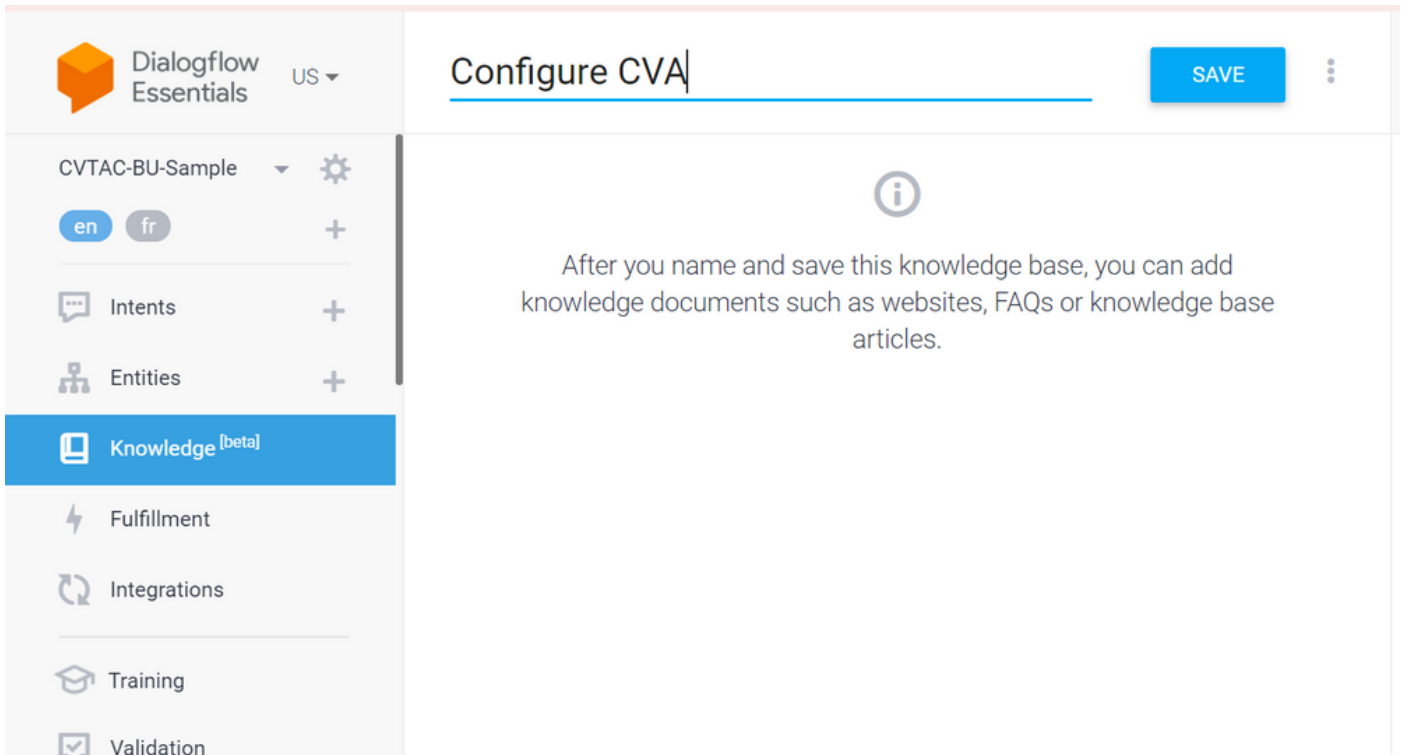 Dialogflow
Essentials
US
Configure CVA
SAVE
CVTAC-BU-Sample
en fr
Intents
Entities
Knowledge [beta]
Fulfillment
Integrations
Training
Validation
After you name and save this knowledge base, you can add
knowledge documents such as websites, FAQs or knowledge base
articles.